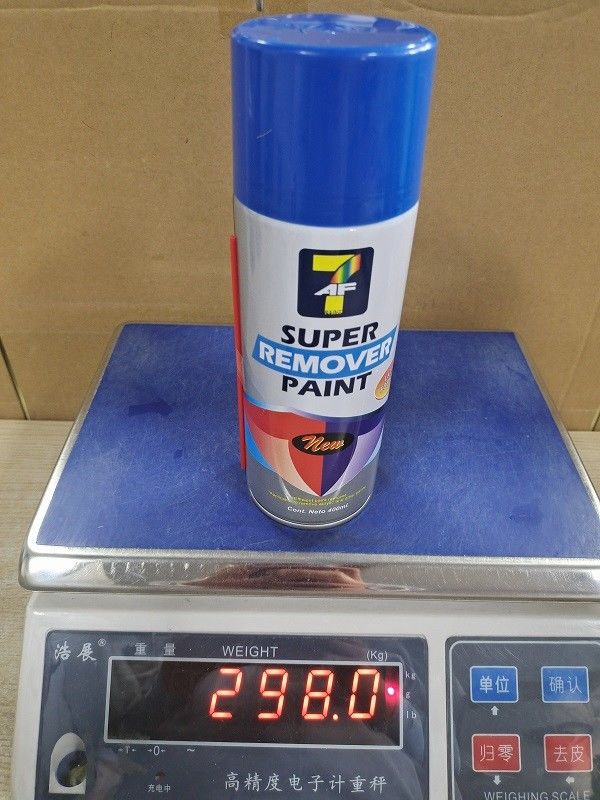 7
AF
SUPER
REMOVER
PAINT
New
Cont. Neto 400mL
浩展®
重 量 WEIGHT (Kg)
298.0
kg
g
lb
→T← →0← ~
充电中
高精度电子计重秤
单位 确认
归零 去皮
WEIGHING SCALE